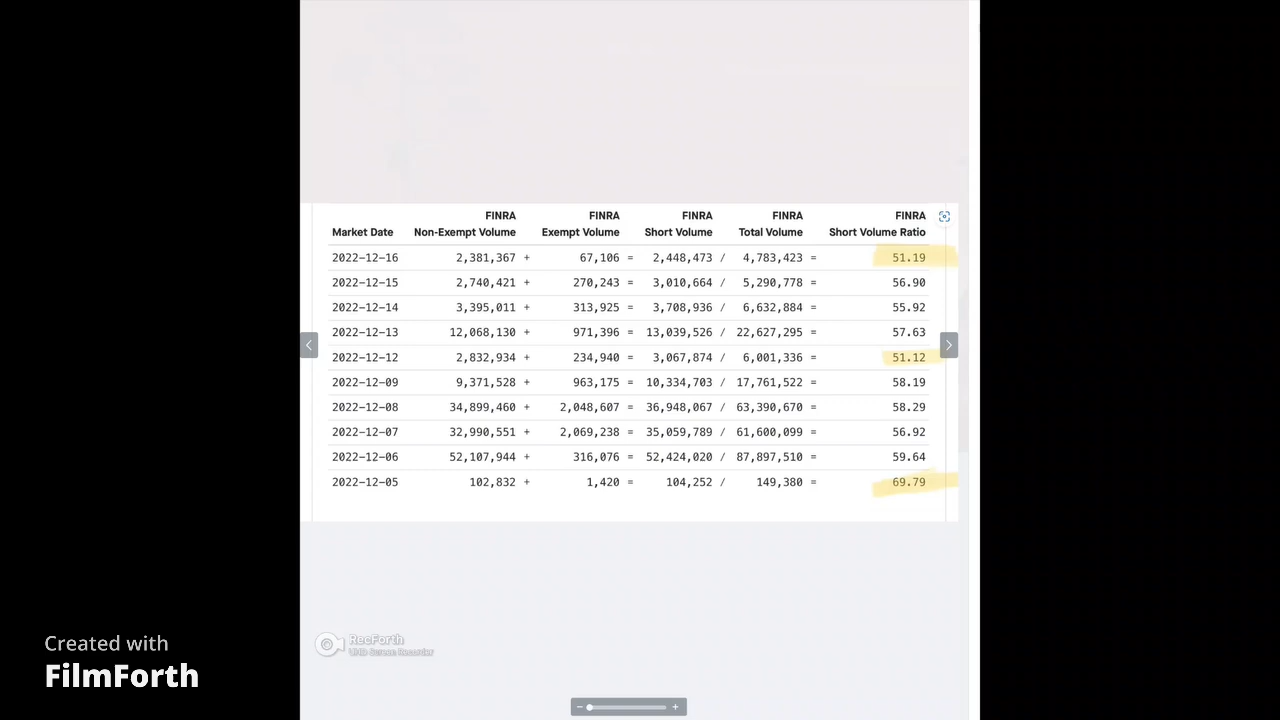 FINRA FINRA FINRA FINRA FINRA
Market Date Non-Exempt Volume Exempt Volume Short Volume Total Volume Short Volume Ratio
2022-12-16 2,381,367 + 67,106 = 2,448,473 / 4,783,423 = 51.19
2022-12-15 2,740,421 + 270,243 = 3,010,664 / 5,290,778 = 56.90
2022-12-14 3,395,011 + 313,925 = 3,708,936 / 6,632,884 = 55.92
2022-12-13 12,068,130 + 971,396 = 13,039,526 / 22,627,295 = 57.63
2022-12-12 2,832,934 + 234,940 = 3,067,874 / 6,001,336 = 51.12
2022-12-09 9,371,528 + 963,175 = 10,334,703 / 17,761,522 = 58.19
2022-12-08 34,899,460 + 2,048,607 = 36,948,067 / 63,390,670 = 58.29
2022-12-07 32,990,551 + 2,069,238 = 35,059,789 / 61,600,099 = 56.92
2022-12-06 52,107,944 + 316,076 = 52,424,020 / 87,897,510 = 59.64
2022-12-05 102,832 + 1,420 = 104,252 / 149,380 = 69.79
RecForth
UHD Screen Recorder
Created with
FilmForth